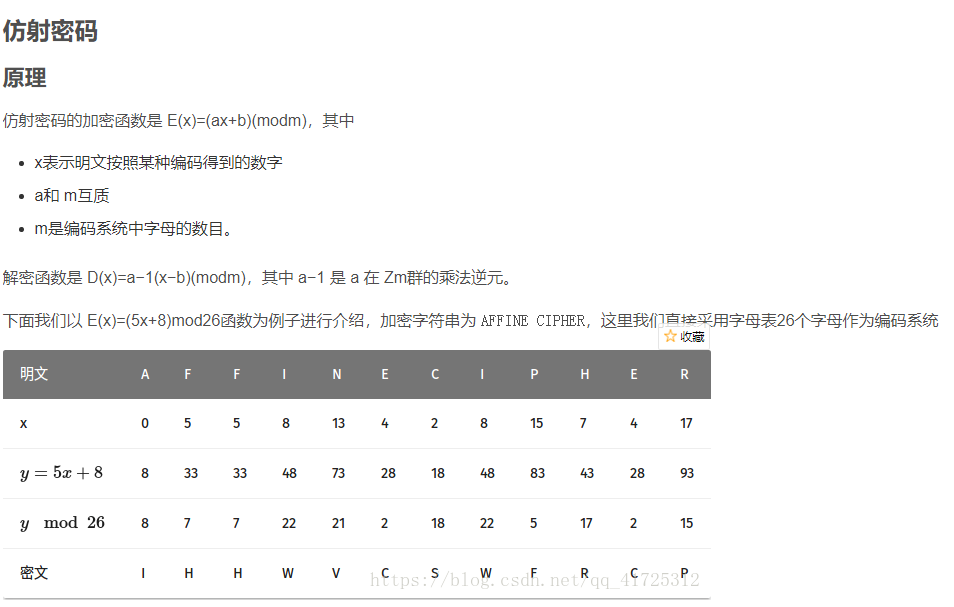 仿射密码
原理
仿射密码的加密函数是 E(x)=(ax+b)(modm)，其中
x表示明文按照某种编码得到的数字
a和 m互质
m是编码系统中字母的数目。
解密函数是 D(x)=a−1(x−b)(modm)，其中 a−1 是 a 在 Zm群的乘法逆元。
下面我们以 E(x)=(5x+8)mod26函数为例子进行介绍，加密字符串为 AFFINE CIPHER，这里我们直接采用字母表26个字母作为编码系统
收藏
明文 A F F I N E C I P H E R
x 0 5 5 8 13 4 2 8 15 7 4 17
y = 5x + 8 8 33 33 48 73 28 18 48 83 43 28 93
y mod 26 8 7 7 22 21 2 18 22 5 17 2 15
密文 I H H W V C S W F R C P
https://blog.csdn.net/qq_41725312